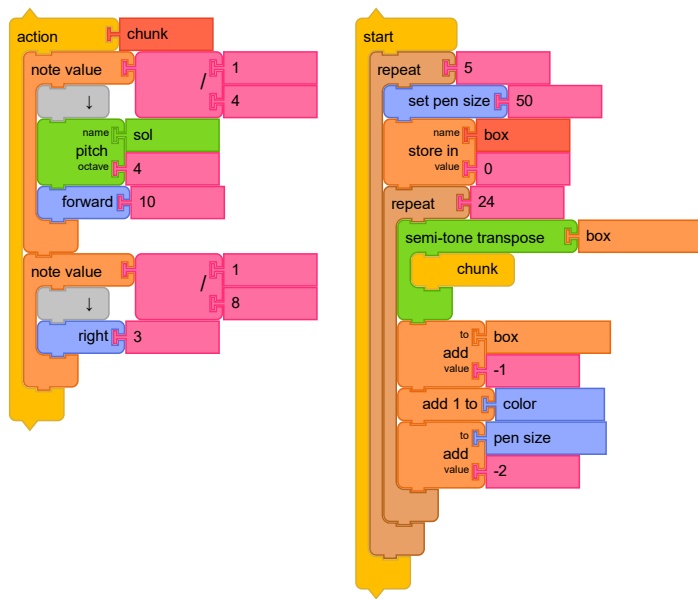 action chunk
note value / 1
4
↓
name sol
pitch
octave 4
forward 10
note value / 1
8
↓
right 3
start
repeat 5
set pen size 50
name box
store in
value 0
repeat 24
semi-tone transpose box
chunk
to box
add
value -1
add 1 to color
to pen size
add
value -2